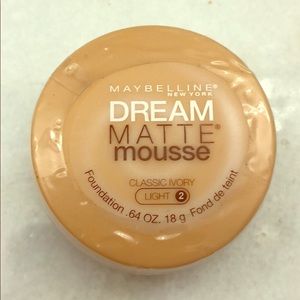 MAYBELLINE®
NEW YORK
DREAM
MATTE®
mousse
CLASSIC IVORY
LIGHT 2
Foundation .64 OZ. 18 g Fond de teint